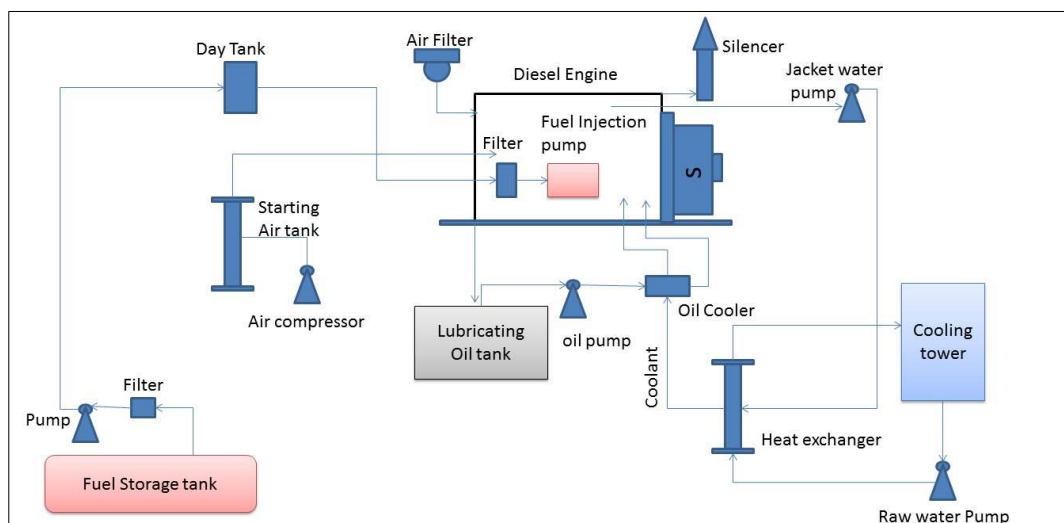 Day Tank
Air Filter
Silencer
Diesel Engine
Jacket water
pump
Fuel Injection
pump
Filter
S
Starting
Air tank
Air compressor
Lubricating
Oil tank
oil pump
Oil Cooler
Coolant
Cooling
tower
Filter
Pump
Heat exchanger
Fuel Storage tank
Raw water Pump